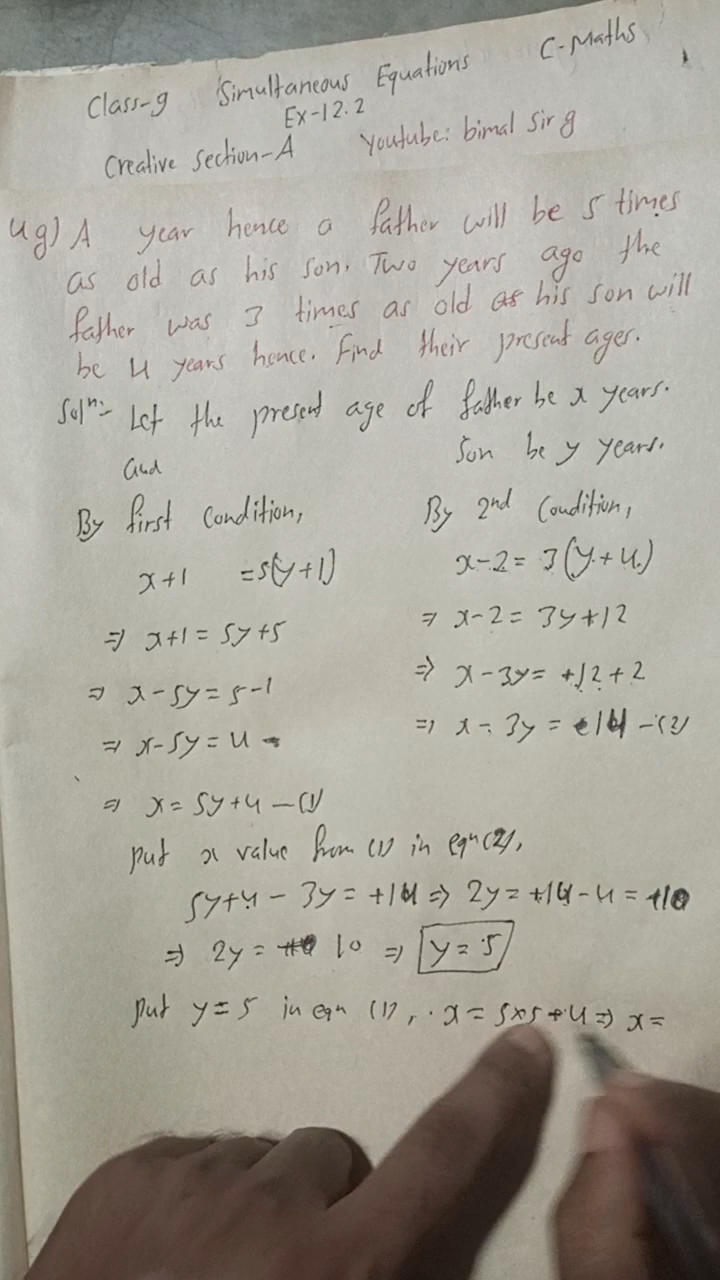 Class-9 Simultaneous Equations C-Maths
Ex-12.2
Creative section-A Youtube: bimal Sir g
4g) A year hence a father will be 5 times
as old as his son. Two years ago the
father was 3 times as old as his son will
be 4 years hence. Find their present ages.
Solⁿ:- Let the present age of father be x years.
and Son be y years.
By first condition,
x+1 =5(y+1)
⇒ x+1 = 5y+5
⇒ x-5y = 5-1
⇒ x-5y = 4
⇒ x = 5y+4 —(1)
By 2nd Condition,
x-2 = 3(y+4)
⇒ x-2 = 3y+12
⇒ x-3y = +12+2
⇒ x-3y = 14 —(2)
put x value from (1) in eqn(2),
5y+4-3y = +14 ⇒ 2y = +14-4 = +10
⇒ 2y = 10 ⇒ y = 5
put y = 5 in eqn (1), x = 5×5+4 ⇒ x =